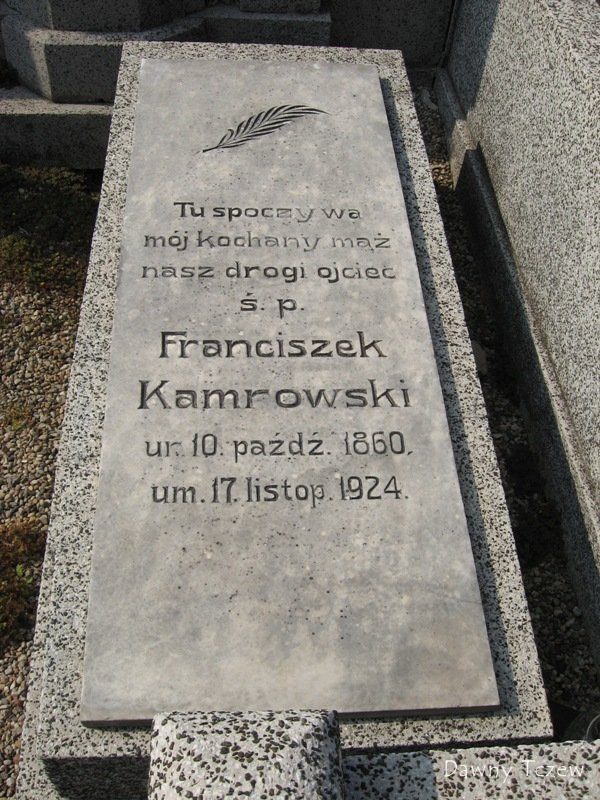 Tu spoczywa
mój kochany mąż
nasz drogi ojciec
ś. p.
Franciszek
Kamrowski
ur. 10. paźdź. 1860,
um. 17. listop. 1924.
Dawny Tczew